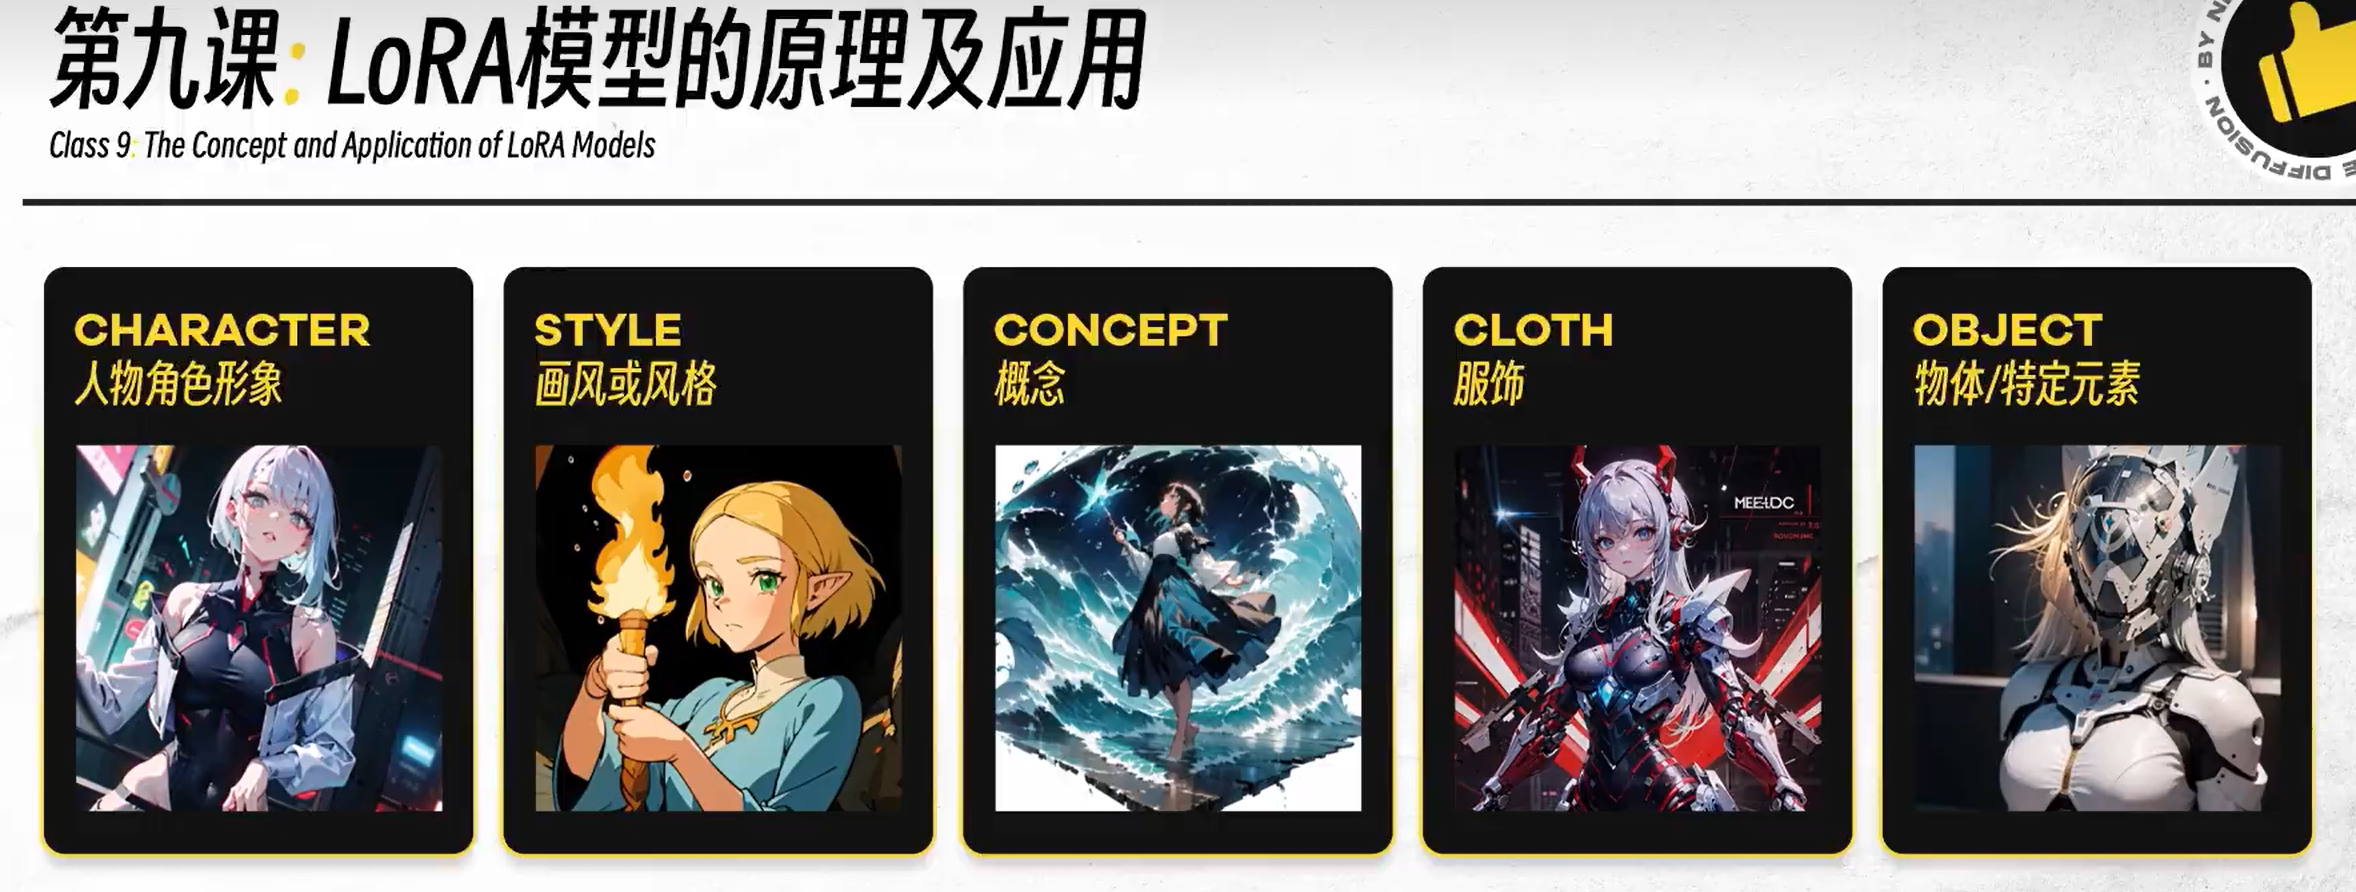 第九课: LoRA模型的原理及应用
Class 9: The Concept and Application of LoRA Models
BY
DIFFUSION
CHARACTER
人物角色形象
STYLE
画风或风格
CONCEPT
概念
CLOTH
服饰
OBJECT
物体/特定元素